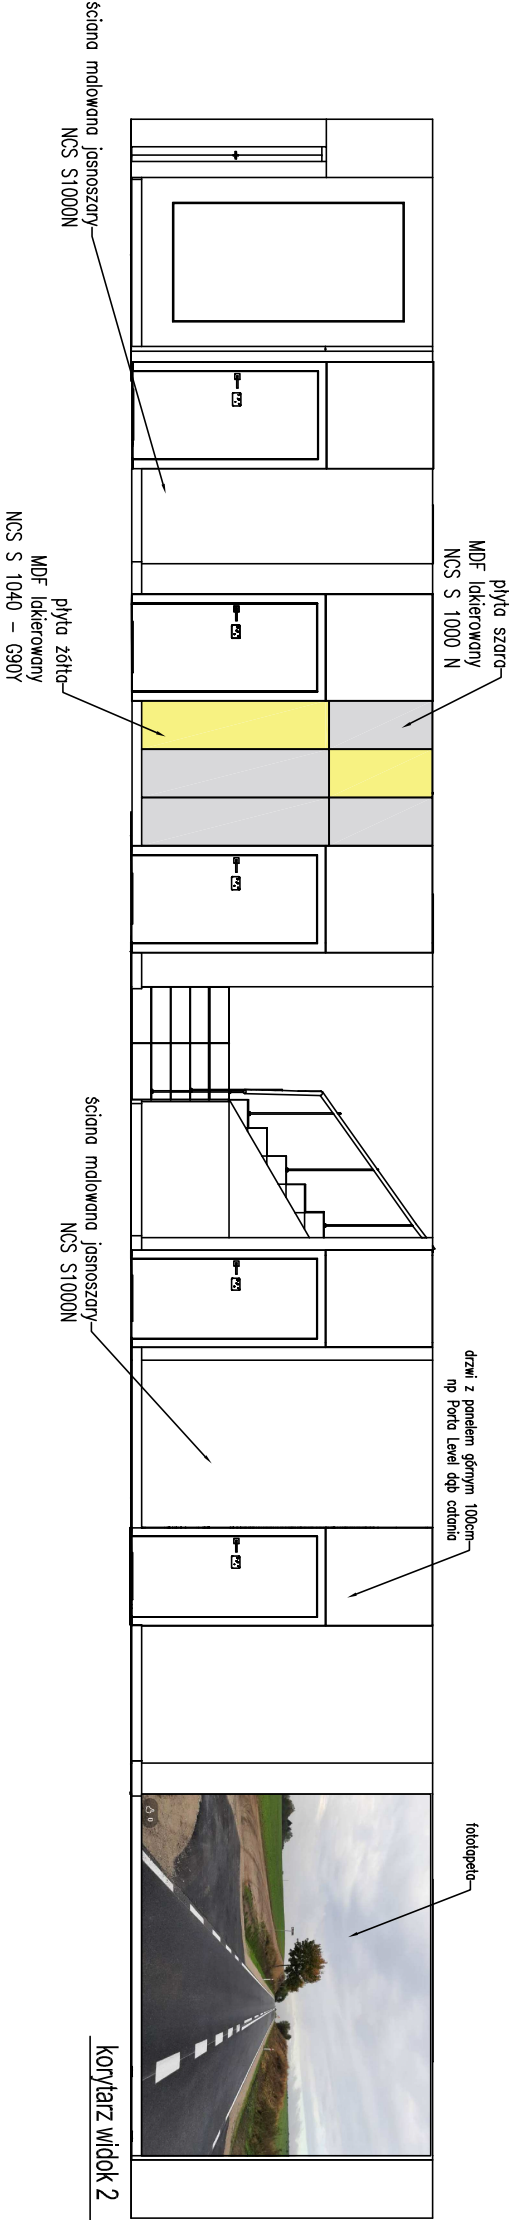 ściana malowana jasnoszary
NCS S1000N
płyta szara
MDF lakierowany
NCS S 1000 N
płyta żółta
MDF lakierowany
NCS S 1040 - G90Y
ściana malowana jasnoszary
NCS S1000N
drzwi z panelem górnym 100cm
np Porta Level dąb catania
fototapeta
korytarz widok 2